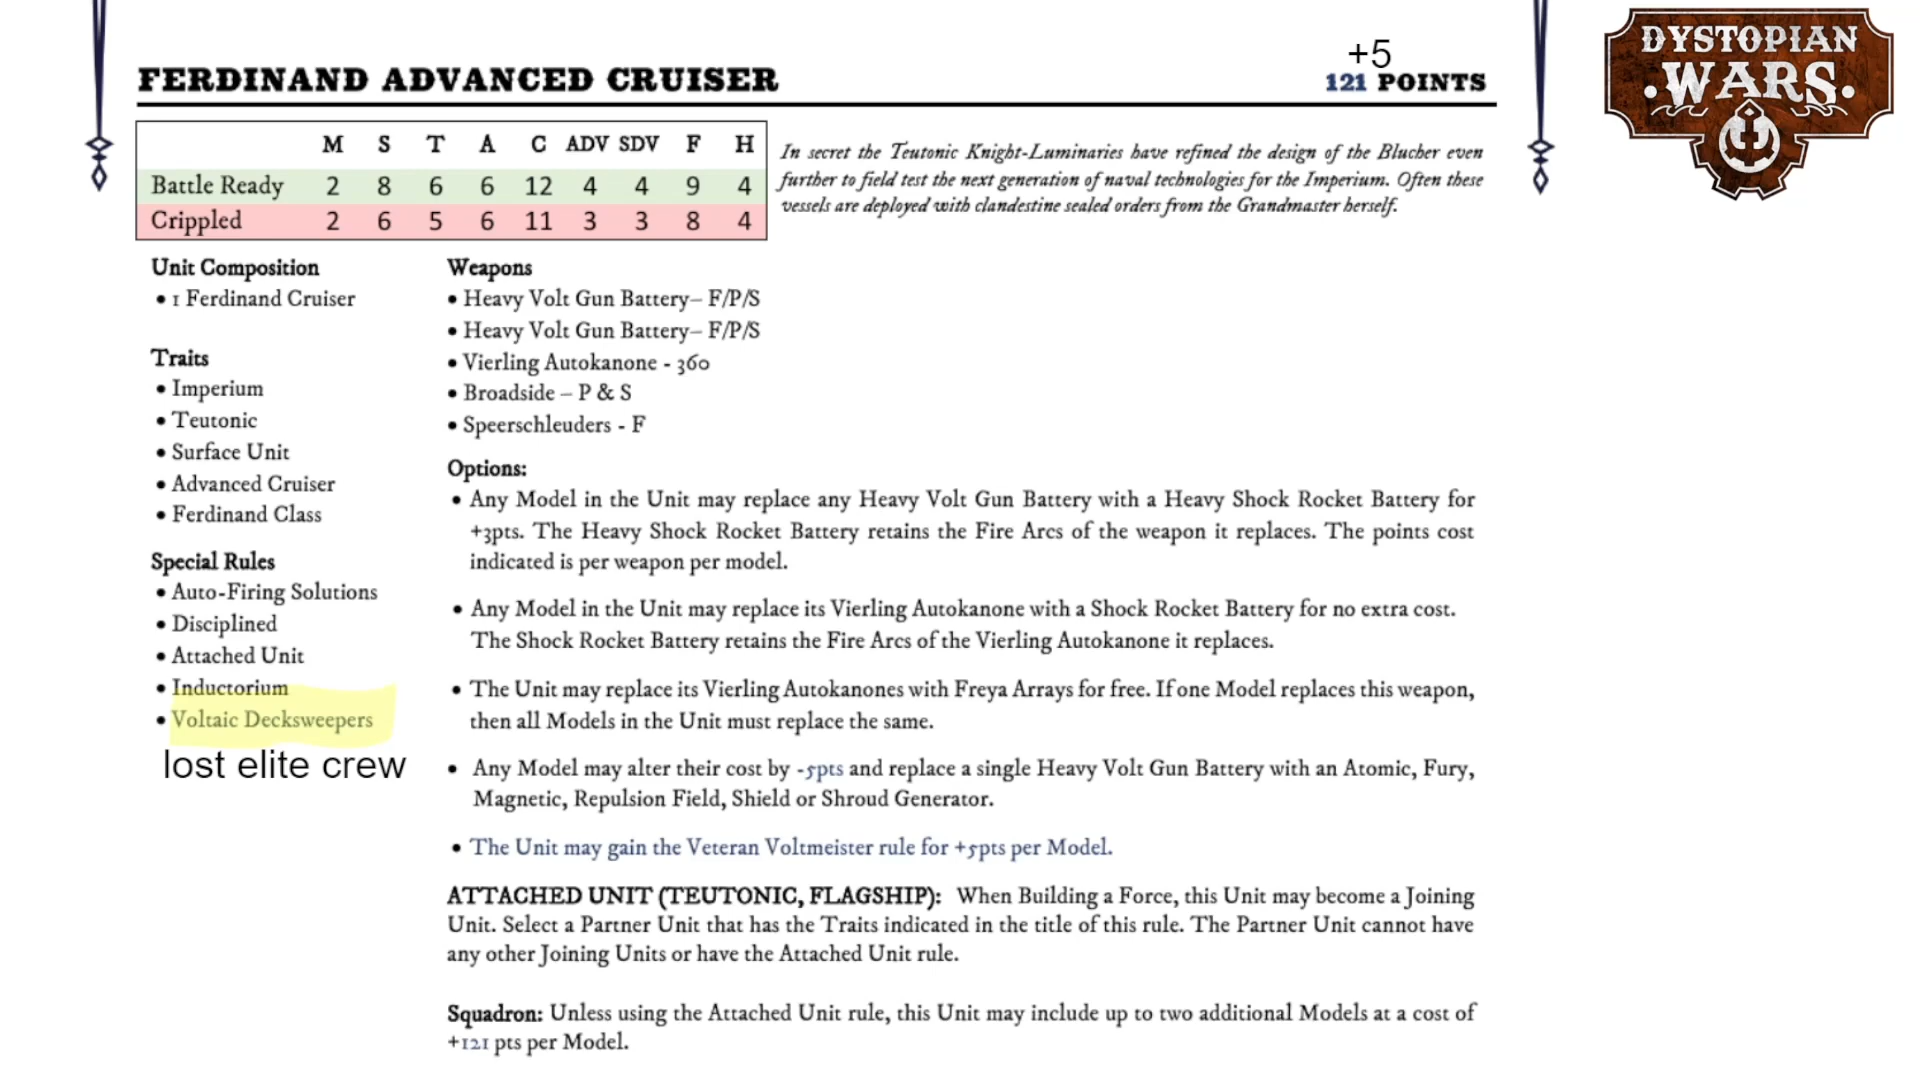 +5
DYSTOPIAN
WARS
FERDINAND ADVANCED CRUISER
121 POINTS
M S T A C ADV SDV F H
Battle Ready 2 8 6 6 12 4 4 9 4
Crippled 2 6 5 6 11 3 3 8 4
In secret the Teutonic Knight-Luminaries have refined the design of the Blucher even
further to field test the next generation of naval technologies for the Imperium. Often these
vessels are deployed with clandestine sealed orders from the Grandmaster herself.
Unit Composition
• 1 Ferdinand Cruiser
Traits
• Imperium
• Teutonic
• Surface Unit
• Advanced Cruiser
• Ferdinand Class
Special Rules
• Auto-Firing Solutions
• Disciplined
• Attached Unit
• Inductorium
• Voltaic Decksweepers
lost elite crew
Weapons
• Heavy Volt Gun Battery– F/P/S
• Heavy Volt Gun Battery– F/P/S
• Vierling Autokanone - 360
• Broadside – P & S
• Speerschleuders - F
Options:
• Any Model in the Unit may replace any Heavy Volt Gun Battery with a Heavy Shock Rocket Battery for
+3pts. The Heavy Shock Rocket Battery retains the Fire Arcs of the weapon it replaces. The points cost
indicated is per weapon per model.
• Any Model in the Unit may replace its Vierling Autokanone with a Shock Rocket Battery for no extra cost.
The Shock Rocket Battery retains the Fire Arcs of the Vierling Autokanone it replaces.
• The Unit may replace its Vierling Autokanones with Freya Arrays for free. If one Model replaces this weapon,
then all Models in the Unit must replace the same.
• Any Model may alter their cost by -5pts and replace a single Heavy Volt Gun Battery with an Atomic, Fury,
Magnetic, Repulsion Field, Shield or Shroud Generator.
• The Unit may gain the Veteran Voltmeister rule for +5pts per Model.
ATTACHED UNIT (TEUTONIC, FLAGSHIP): When Building a Force, this Unit may become a Joining
Unit. Select a Partner Unit that has the Traits indicated in the title of this rule. The Partner Unit cannot have
any other Joining Units or have the Attached Unit rule.
Squadron: Unless using the Attached Unit rule, this Unit may include up to two additional Models at a cost of
+121 pts per Model.